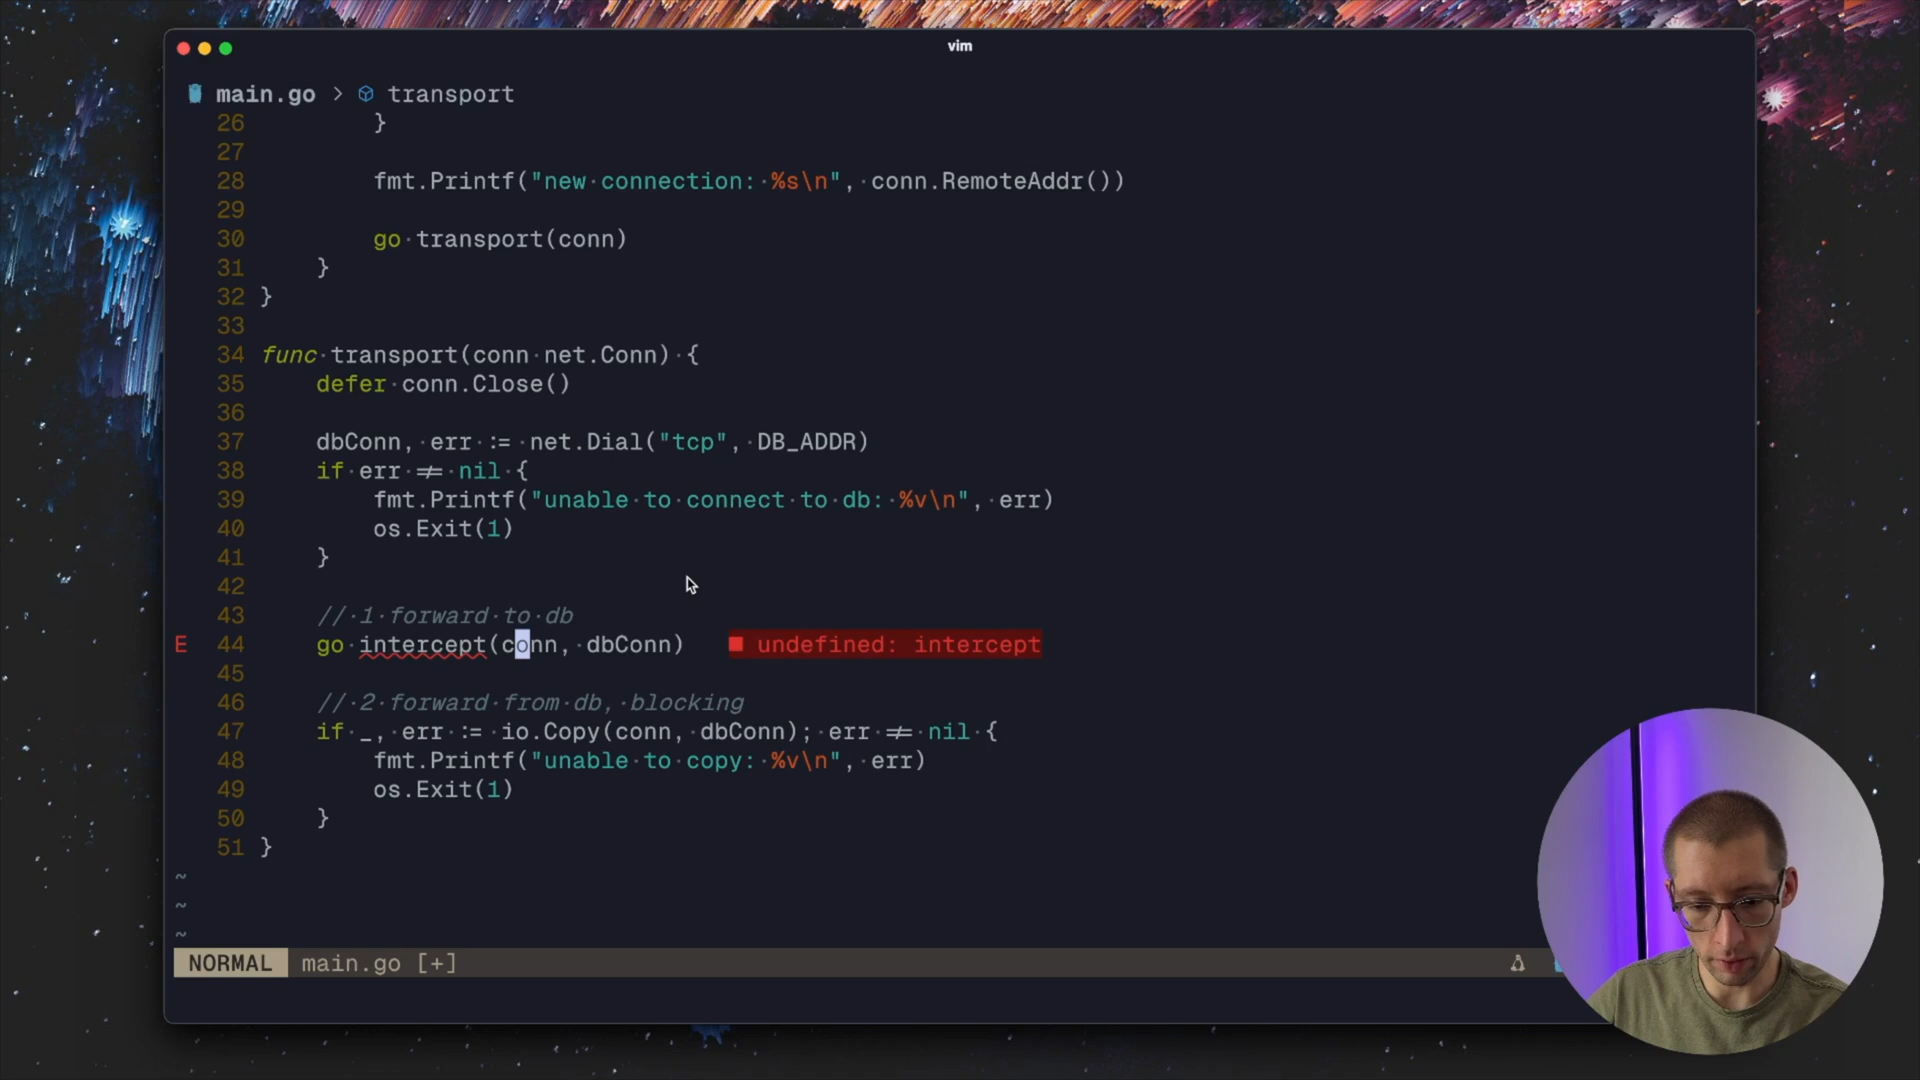 vim
main.go > transport
26 }
27
28 fmt.Printf("new·connection:·%s\n",·conn.RemoteAddr())
29
30 go·transport(conn)
31 }
32 }
33
34 func·transport(conn·net.Conn)·{
35 defer·conn.Close()
36
37 dbConn,·err·:=·net.Dial("tcp",·DB_ADDR)
38 if·err·!=·nil·{
39 fmt.Printf("unable·to·connect·to·db:·%v\n",·err)
40 os.Exit(1)
41 }
42
43 //·1·forward·to·db
E 44 go·intercept(conn,·dbConn) ■ undefined: intercept
45
46 //·2·forward·from·db,·blocking
47 if·_,·err·:=·io.Copy(conn,·dbConn);·err·!=·nil·{
48 fmt.Printf("unable·to·copy:·%v\n",·err)
49 os.Exit(1)
50 }
51 }
~
~
~
NORMAL main.go [+]